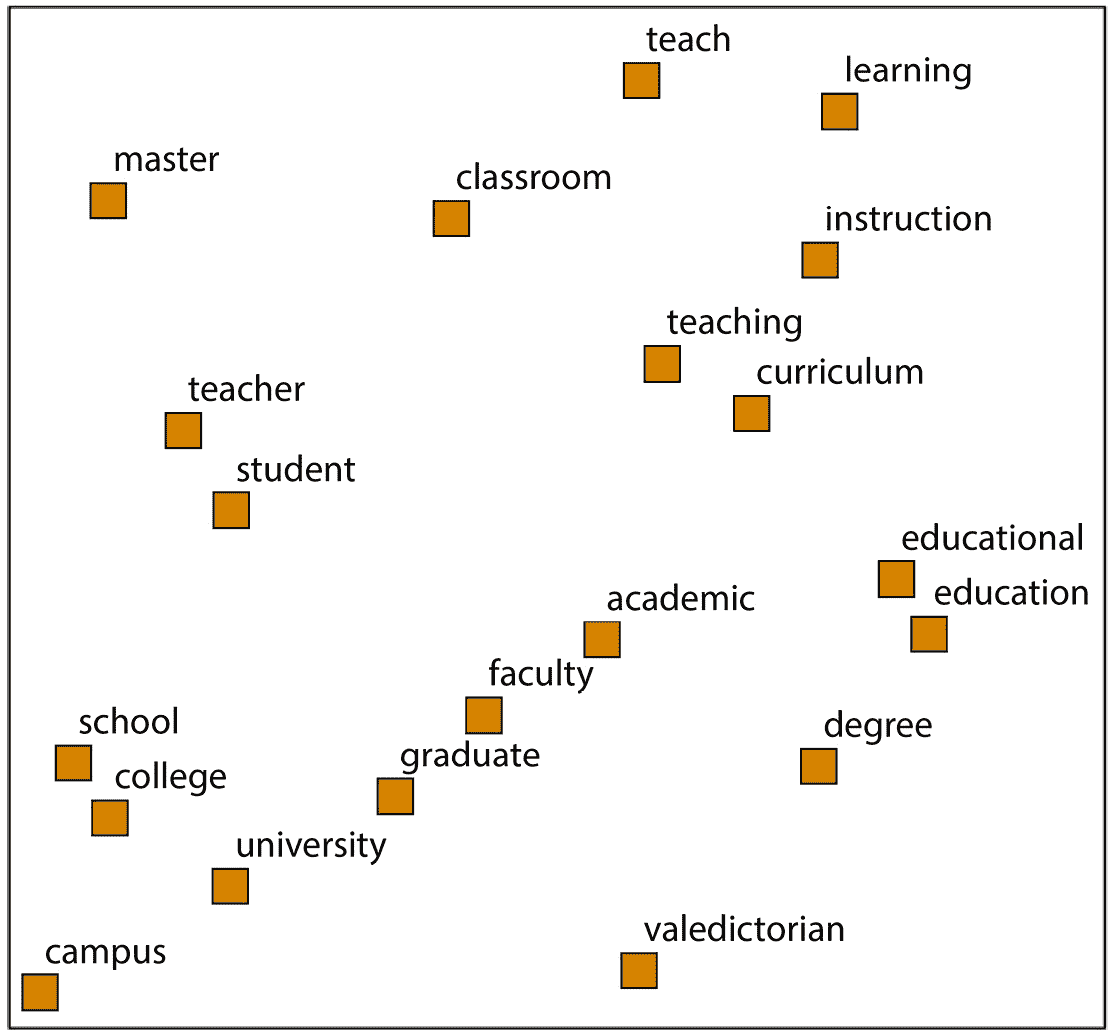 teach
learning
master
classroom
instruction
teaching
curriculum
teacher
student
educational
education
academic
faculty
school
degree
graduate
college
university
valedictorian
campus